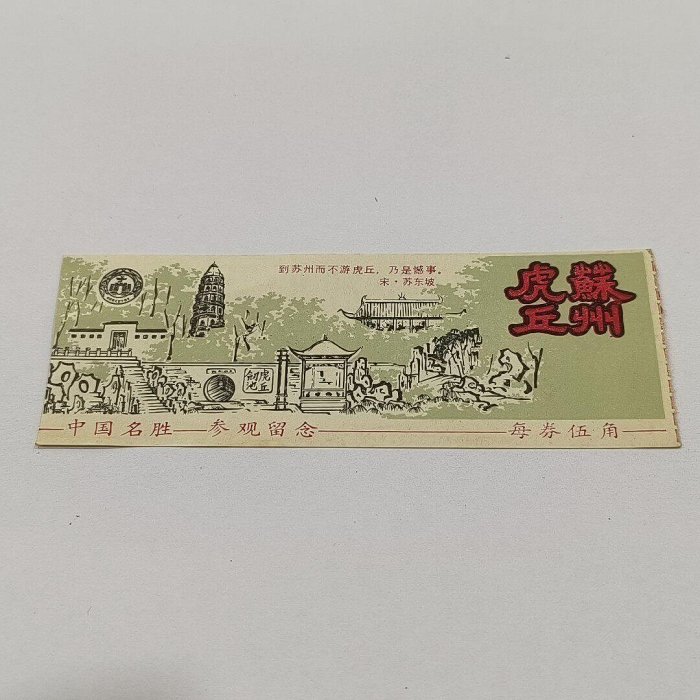 到苏州而不游虎丘，乃是憾事。
宋·苏东坡
蘇州
虎丘
虎丘
剑池
中国名胜 参观留念 每券伍角